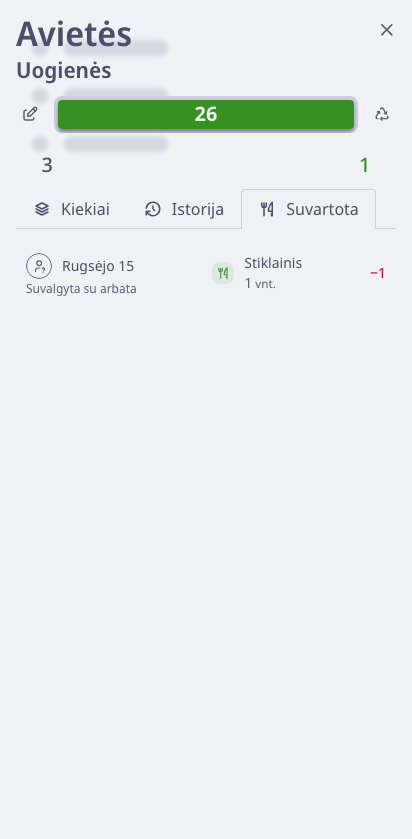 Avietės
Uogienės
26
3 1
Kiekiai Istorija Suvartota
Rugsėjo 15
Suvalgyta su arbata
Stiklainis
1 vnt.
−1